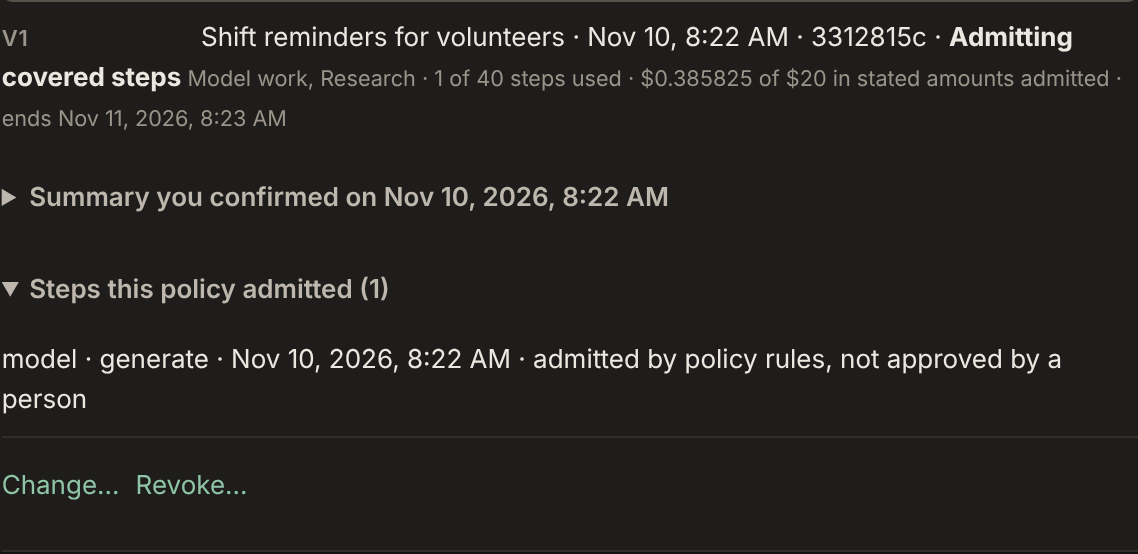 V1 Shift reminders for volunteers · Nov 10, 8:22 AM · 3312815c · Admitting
covered steps Model work, Research · 1 of 40 steps used · $0.385825 of $20 in stated amounts admitted ·
ends Nov 11, 2026, 8:23 AM
▶ Summary you confirmed on Nov 10, 2026, 8:22 AM
▼ Steps this policy admitted (1)
model · generate · Nov 10, 2026, 8:22 AM · admitted by policy rules, not approved by a
person
Change... Revoke...